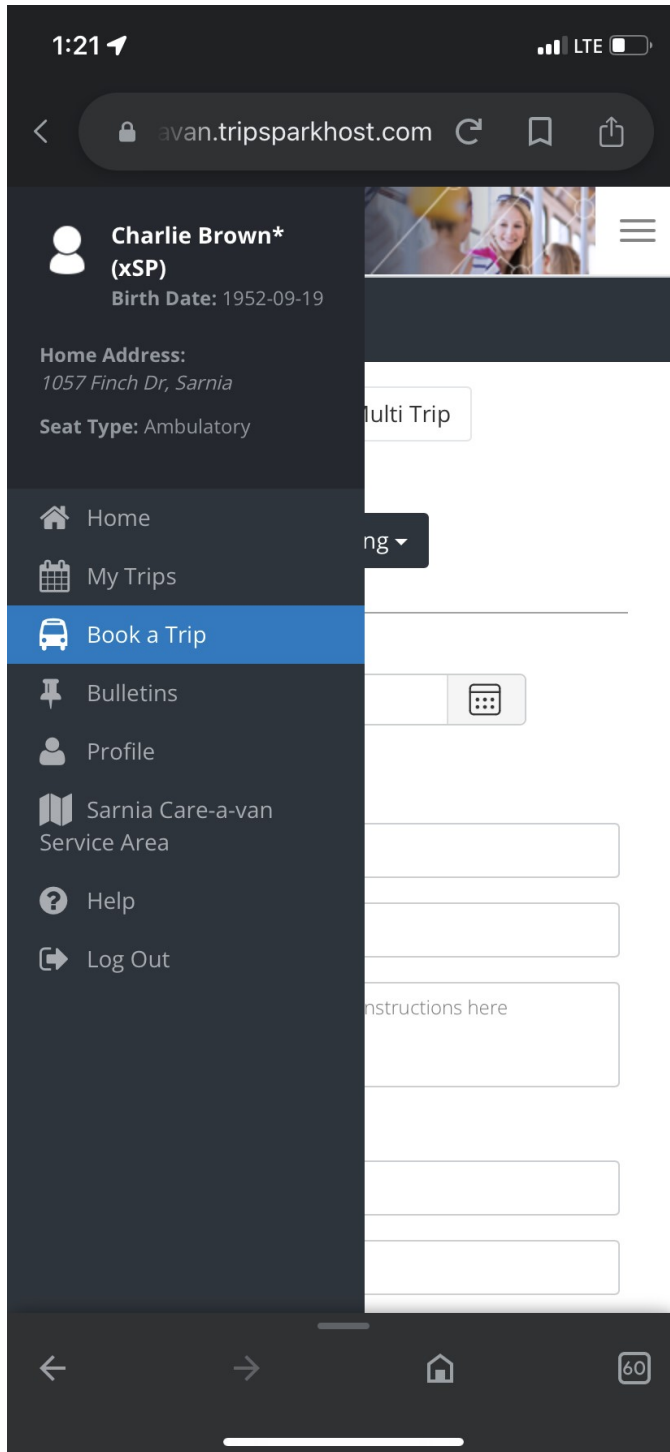 1:21
LTE
avan.tripsparkhost.com
Charlie Brown*
(xSP)
Birth Date: 1952-09-19
Home Address:
1057 Finch Dr, Sarnia
Seat Type: Ambulatory
ulti Trip
ng
Home
My Trips
Book a Trip
Bulletins
Profile
Sarnia Care-a-van
Service Area
nstructions here
Help
Log Out
60